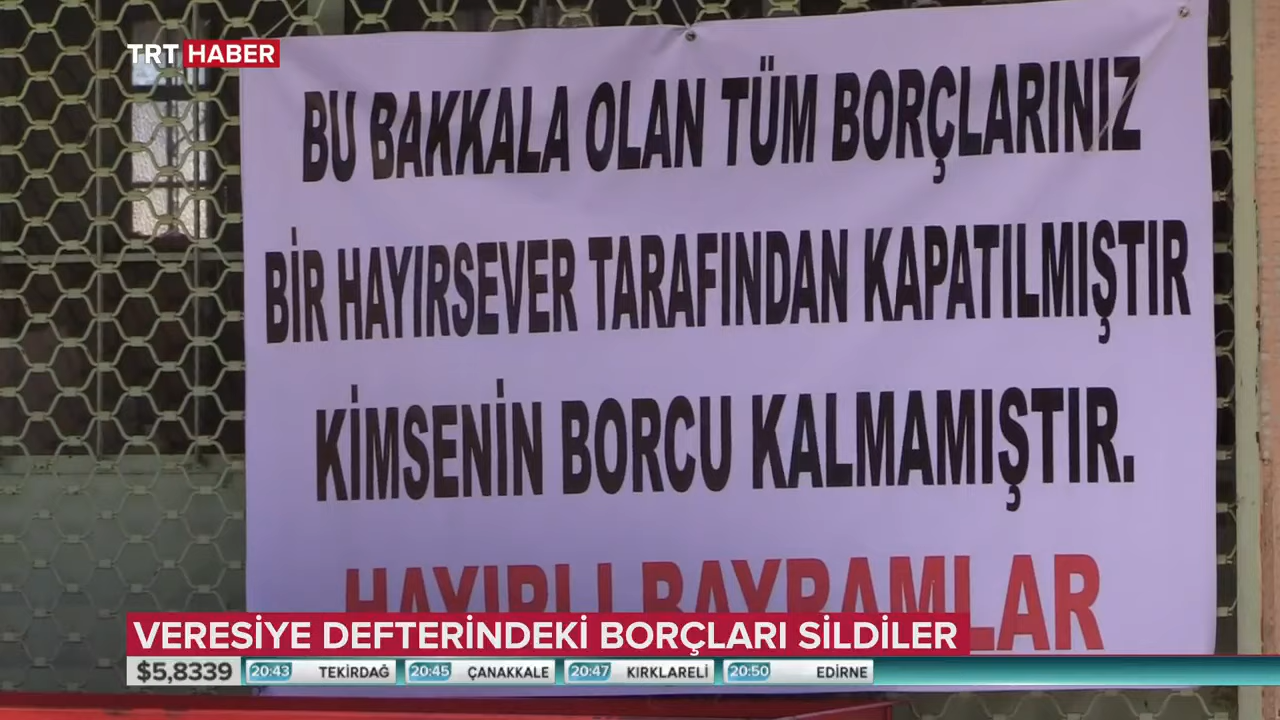 TRT HABER
BU BAKKALA OLAN TÜM BORÇLARINIZ
BİR HAYIRSEVER TARAFINDAN KAPATILMIŞTIR
KİMSENİN BORCU KALMAMIŞTIR.
HAYIRLI BAYRAMLAR
VERESİYE DEFTERİNDEKİ BORÇLARI SİLDİLER
$5,8339 20:43 TEKİRDAĞ 20:45 ÇANAKKALE 20:47 KIRKLARELİ 20:50 EDİRNE